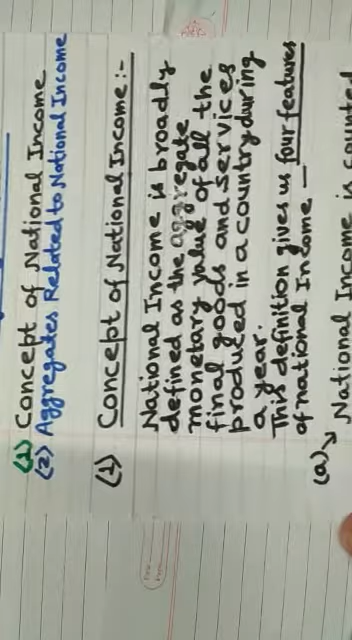 (1) Concept of National Income
(2) Aggregates Related to National Income
(1) Concept of National Income:-
National Income is broadly
defined as the aggregate
monetary value of all the
final goods and services
produced in a country during
a year.
This definition gives us four features
of national Income —
(a) National Income is counted